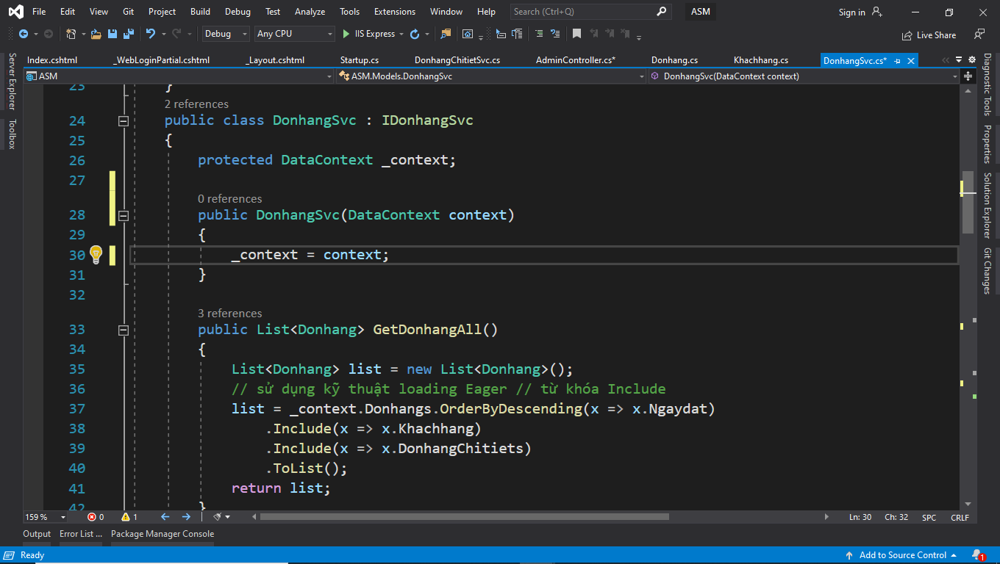 File Edit View Git Project Build Debug Test Analyze Tools Extensions Window Help Search (Ctrl+Q) ASM Sign in
Debug Any CPU IIS Express Live Share
Index.cshtml _WebLoginPartial.cshtml _Layout.cshtml Startup.cs DonhangChitietSvc.cs AdminController.cs* Donhang.cs Khachhang.cs DonhangSvc.cs*
ASM ASM.Models.DonhangSvc DonhangSvc(DataContext context)
Server Explorer
Toolbox
23 }
2 references
24 public class DonhangSvc : IDonhangSvc
25 {
26 protected DataContext _context;
27
0 references
28 public DonhangSvc(DataContext context)
29 {
30 _context = context;
31 }
32
3 references
33 public List<Donhang> GetDonhangAll()
34 {
35 List<Donhang> list = new List<Donhang>();
36 // sử dụng kỹ thuật loading Eager // từ khóa Include
37 list = _context.Donhangs.OrderByDescending(x => x.Ngaydat)
38 .Include(x => x.Khachhang)
39 .Include(x => x.DonhangChitiets)
40 .ToList();
41 return list;
42 }
Diagnostic Tools
Properties
Solution Explorer
Git Changes
159 % 0 1 Ln: 30 Ch: 32 SPC CRLF
Output Error List ... Package Manager Console
Ready Add to Source Control 1